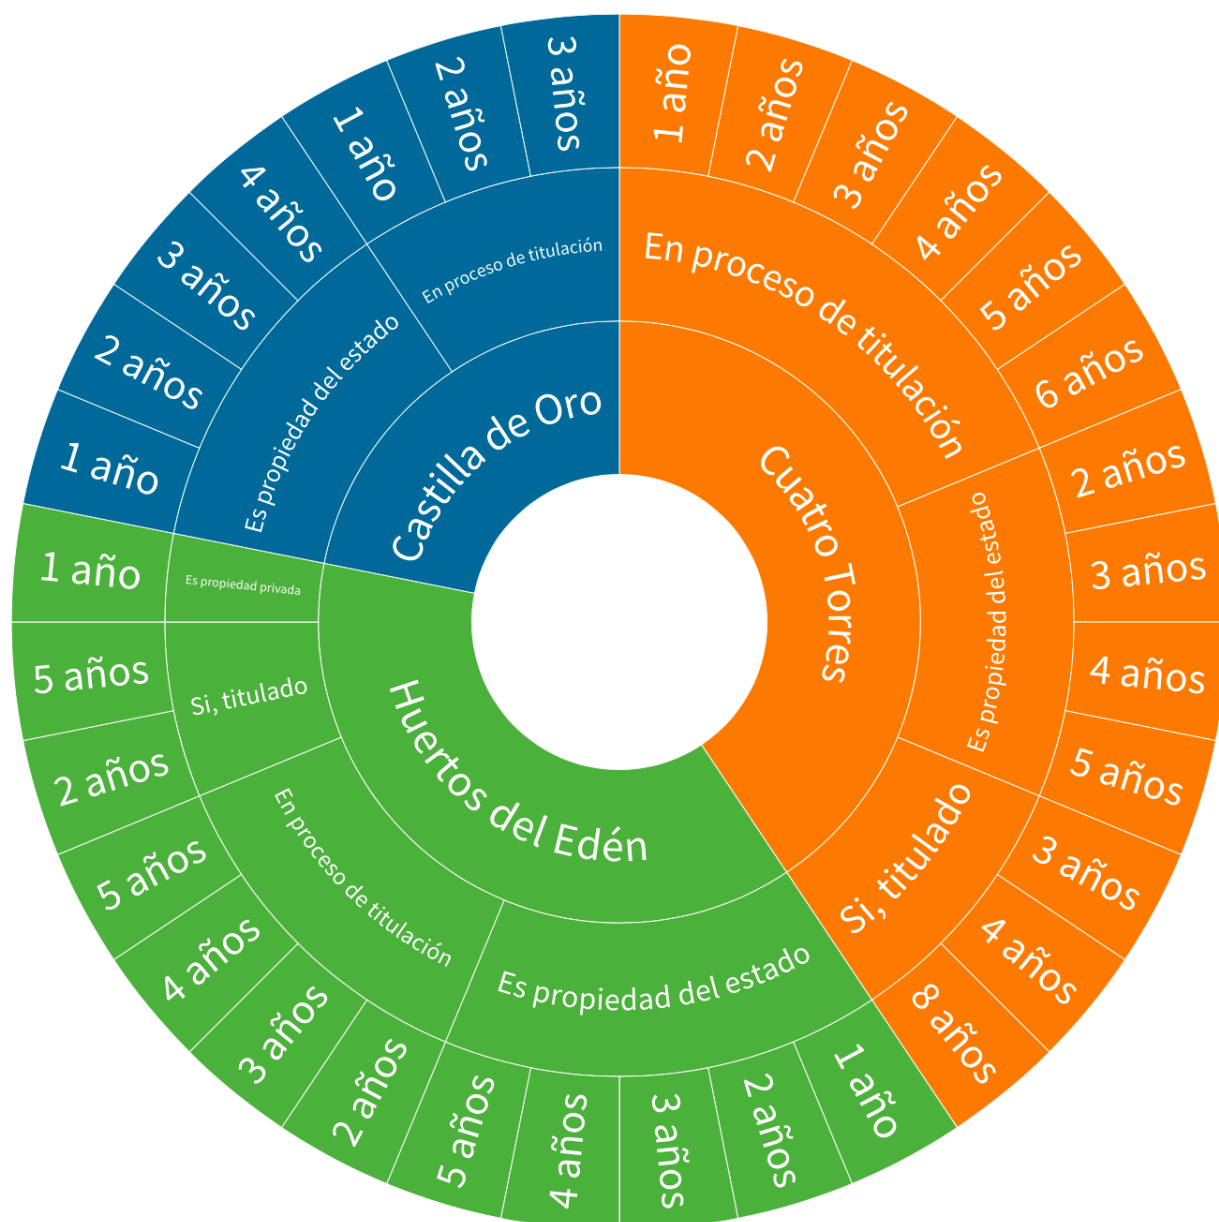 Cuatro Torres
En proceso de titulación
1 año
2 años
3 años
4 años
5 años
6 años
Es propiedad del estado
2 años
3 años
4 años
5 años
Si, titulado
3 años
4 años
8 años
Huertos del Edén
Es propiedad del estado
1 año
2 años
3 años
4 años
5 años
En proceso de titulación
2 años
3 años
4 años
5 años
Si, titulado
2 años
5 años
Es propiedad privada
1 año
Castilla de Oro
Es propiedad del estado
1 año
2 años
3 años
4 años
En proceso de titulación
1 año
2 años
3 años